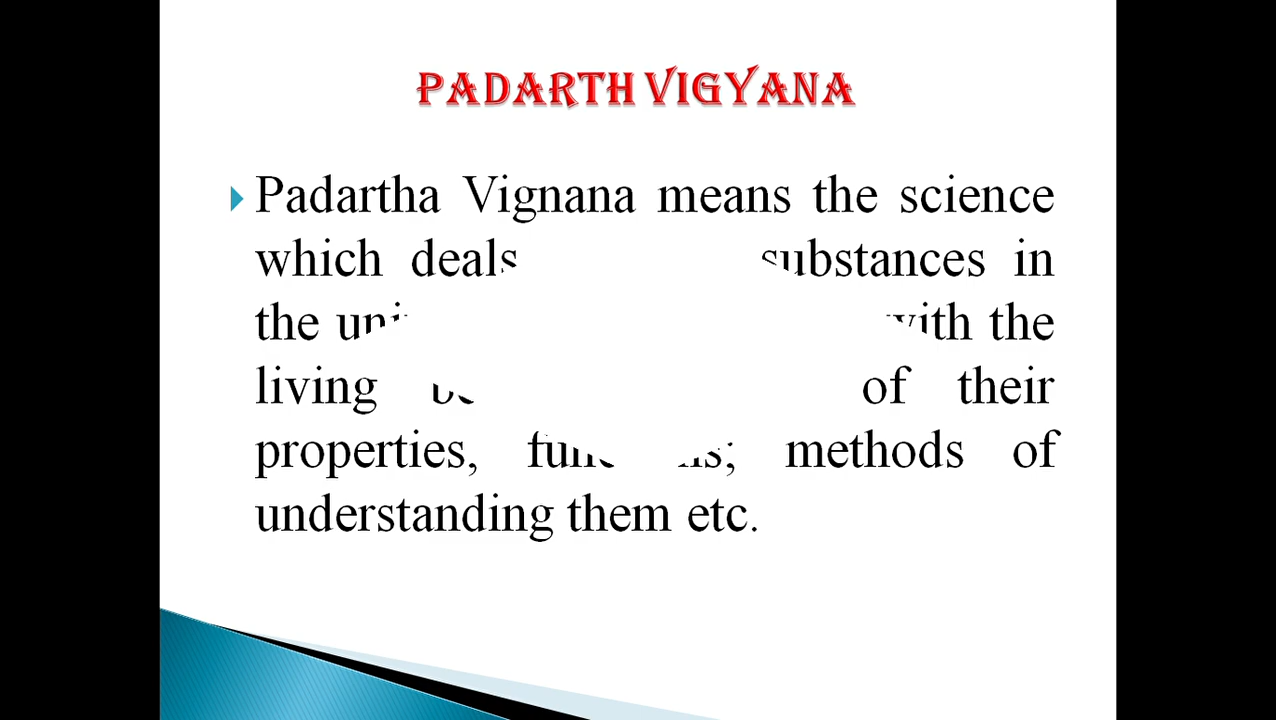 PADARTH VIGYANA
Padartha Vignana means the science
which deals substances in
the with the
living of their
properties, methods of
understanding them etc.